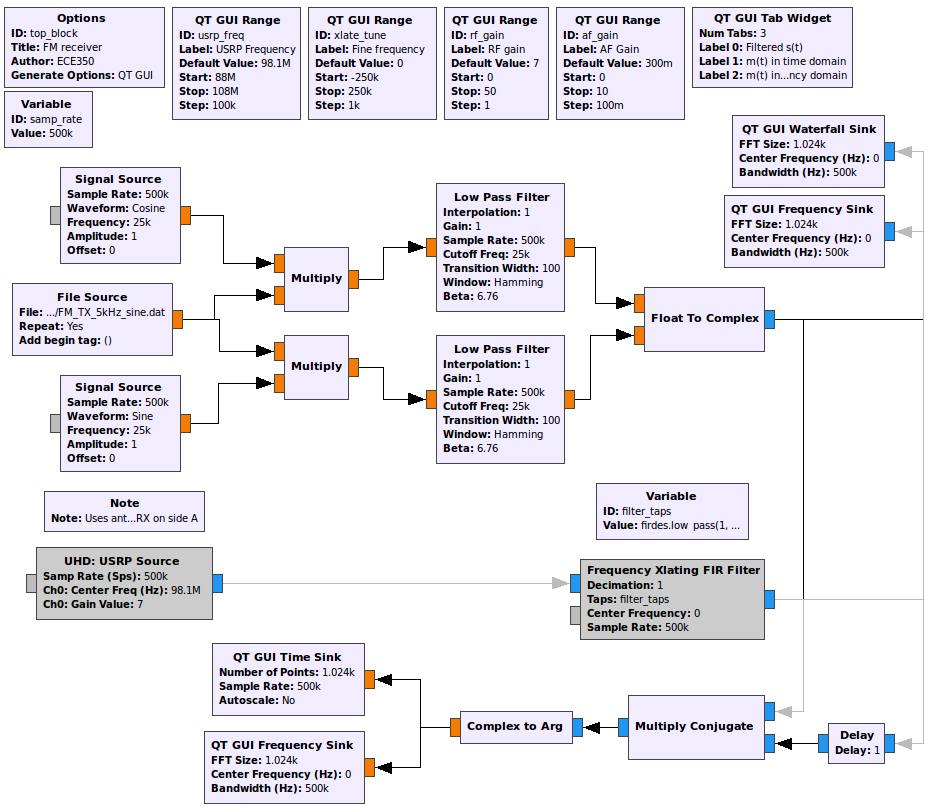 Options
ID: top_block
Title: FM receiver
Author: ECE350
Generate Options: QT GUI
QT GUI Range
ID: usrp_freq
Label: USRP Frequency
Default Value: 98.1M
Start: 88M
Stop: 108M
Step: 100k
QT GUI Range
ID: xlate_tune
Label: Fine frequency
Default Value: 0
Start: -250k
Stop: 250k
Step: 1k
QT GUI Range
ID: rf_gain
Label: RF gain
Default Value: 7
Start: 0
Stop: 50
Step: 1
QT GUI Range
ID: af_gain
Label: AF Gain
Default Value: 300m
Start: 0
Stop: 10
Step: 100m
QT GUI Tab Widget
Num Tabs: 3
Label 0: Filtered s(t)
Label 1: m(t) in time domain
Label 2: m(t) in...ncy domain
Variable
ID: samp_rate
Value: 500k
QT GUI Waterfall Sink
FFT Size: 1.024k
Center Frequency (Hz): 0
Bandwidth (Hz): 500k
Signal Source
Sample Rate: 500k
Waveform: Cosine
Frequency: 25k
Amplitude: 1
Offset: 0
Low Pass Filter
Interpolation: 1
Gain: 1
Sample Rate: 500k
Cutoff Freq: 25k
Transition Width: 100
Window: Hamming
Beta: 6.76
QT GUI Frequency Sink
FFT Size: 1.024k
Center Frequency (Hz): 0
Bandwidth (Hz): 500k
Multiply
File Source
File: .../FM_TX_5kHz_sine.dat
Repeat: Yes
Add begin tag: ()
Float To Complex
Multiply
Low Pass Filter
Interpolation: 1
Gain: 1
Sample Rate: 500k
Cutoff Freq: 25k
Transition Width: 100
Window: Hamming
Beta: 6.76
Signal Source
Sample Rate: 500k
Waveform: Sine
Frequency: 25k
Amplitude: 1
Offset: 0
Note
Note: Uses ant...RX on side A
Variable
ID: filter_taps
Value: firdes.low_pass(1, ...
UHD: USRP Source
Samp Rate (Sps): 500k
Ch0: Center Freq (Hz): 98.1M
Ch0: Gain Value: 7
Frequency Xlating FIR Filter
Decimation: 1
Taps: filter_taps
Center Frequency: 0
Sample Rate: 500k
QT GUI Time Sink
Number of Points: 1.024k
Sample Rate: 500k
Autoscale: No
Complex to Arg
Multiply Conjugate
Delay
Delay: 1
QT GUI Frequency Sink
FFT Size: 1.024k
Center Frequency (Hz): 0
Bandwidth (Hz): 500k